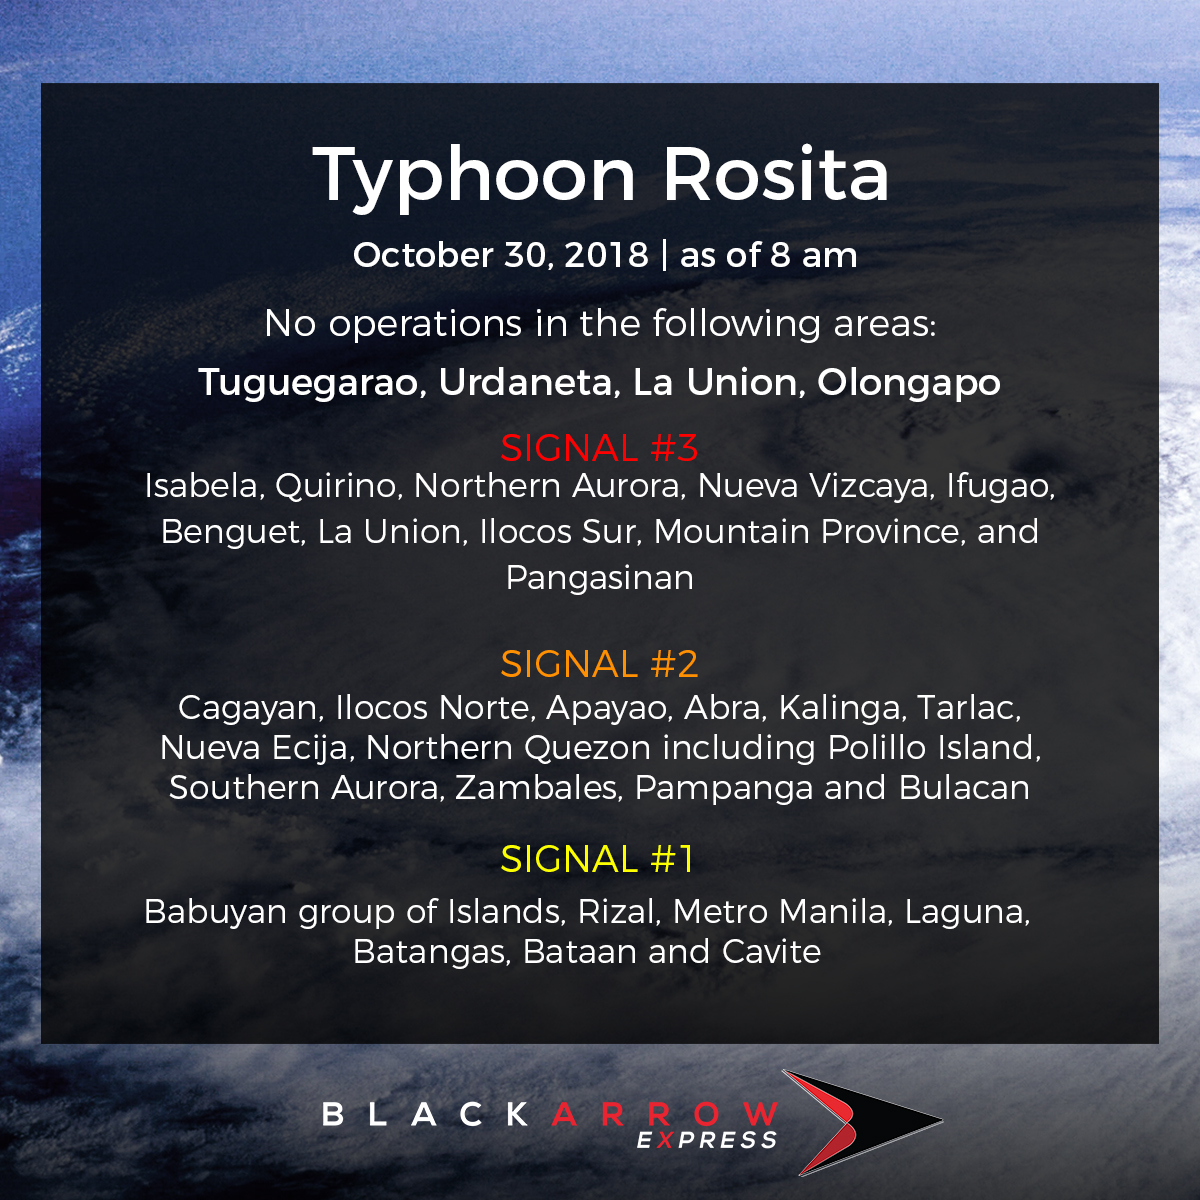 Typhoon Rosita
October 30, 2018 | as of 8 am
No operations in the following areas:
Tuguegarao, Urdaneta, La Union, Olongapo
SIGNAL #3
Isabela, Quirino, Northern Aurora, Nueva Vizcaya, Ifugao,
Benguet, La Union, Ilocos Sur, Mountain Province, and
Pangasinan
SIGNAL #2
Cagayan, Ilocos Norte, Apayao, Abra, Kalinga, Tarlac,
Nueva Ecija, Northern Quezon including Polillo Island,
Southern Aurora, Zambales, Pampanga and Bulacan
SIGNAL #1
Babuyan group of Islands, Rizal, Metro Manila, Laguna,
Batangas, Bataan and Cavite
BLACKARROW
EXPRESS